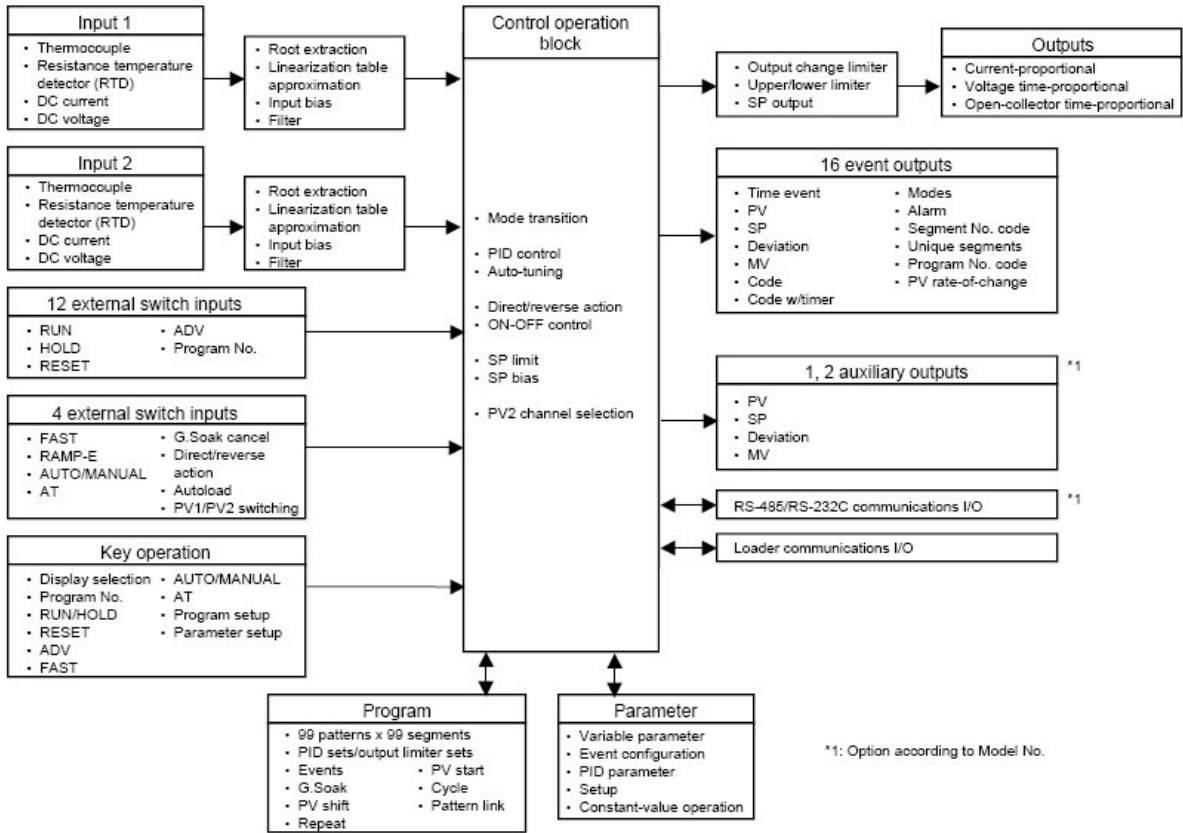 Input 1
・ Thermocouple
・ Resistance temperature
detector (RTD)
・ DC current
・ DC voltage
・ Root extraction
・ Linearization table
approximation
・ Input bias
・ Filter
Input 2
・ Thermocouple
・ Resistance temperature
detector (RTD)
・ DC current
・ DC voltage
・ Root extraction
・ Linearization table
approximation
・ Input bias
・ Filter
12 external switch inputs
・ RUN
・ HOLD
・ RESET
・ ADV
・ Program No.
4 external switch inputs
・ FAST
・ RAMP-E
・ AUTO/MANUAL
・ AT
・ G.Soak cancel
・ Direct/reverse
action
・ Autoload
・ PV1/PV2 switching
Key operation
・ Display selection
・ Program No.
・ RUN/HOLD
・ RESET
・ ADV
・ FAST
・ AUTO/MANUAL
・ AT
・ Program setup
・ Parameter setup
Control operation
block
・ Mode transition
・ PID control
・ Auto-tuning
・ Direct/reverse action
・ ON-OFF control
・ SP limit
・ SP bias
・ PV2 channel selection
・ Output change limiter
・ Upper/lower limiter
・ SP output
Outputs
・ Current-proportional
・ Voltage time-proportional
・ Open-collector time-proportional
16 event outputs
・ Time event
・ PV
・ SP
・ Deviation
・ MV
・ Code
・ Code w/timer
・ Modes
・ Alarm
・ Segment No. code
・ Unique segments
・ Program No. code
・ PV rate-of-change
1, 2 auxiliary outputs
*1
・ PV
・ SP
・ Deviation
・ MV
RS-485/RS-232C communications I/O
*1
Loader communications I/O
Program
・ 99 patterns x 99 segments
・ PID sets/output limiter sets
・ Events
・ G.Soak
・ PV shift
・ Repeat
・ PV start
・ Cycle
・ Pattern link
Parameter
・ Variable parameter
・ Event configuration
・ PID parameter
・ Setup
・ Constant-value operation
*1: Option according to Model No.